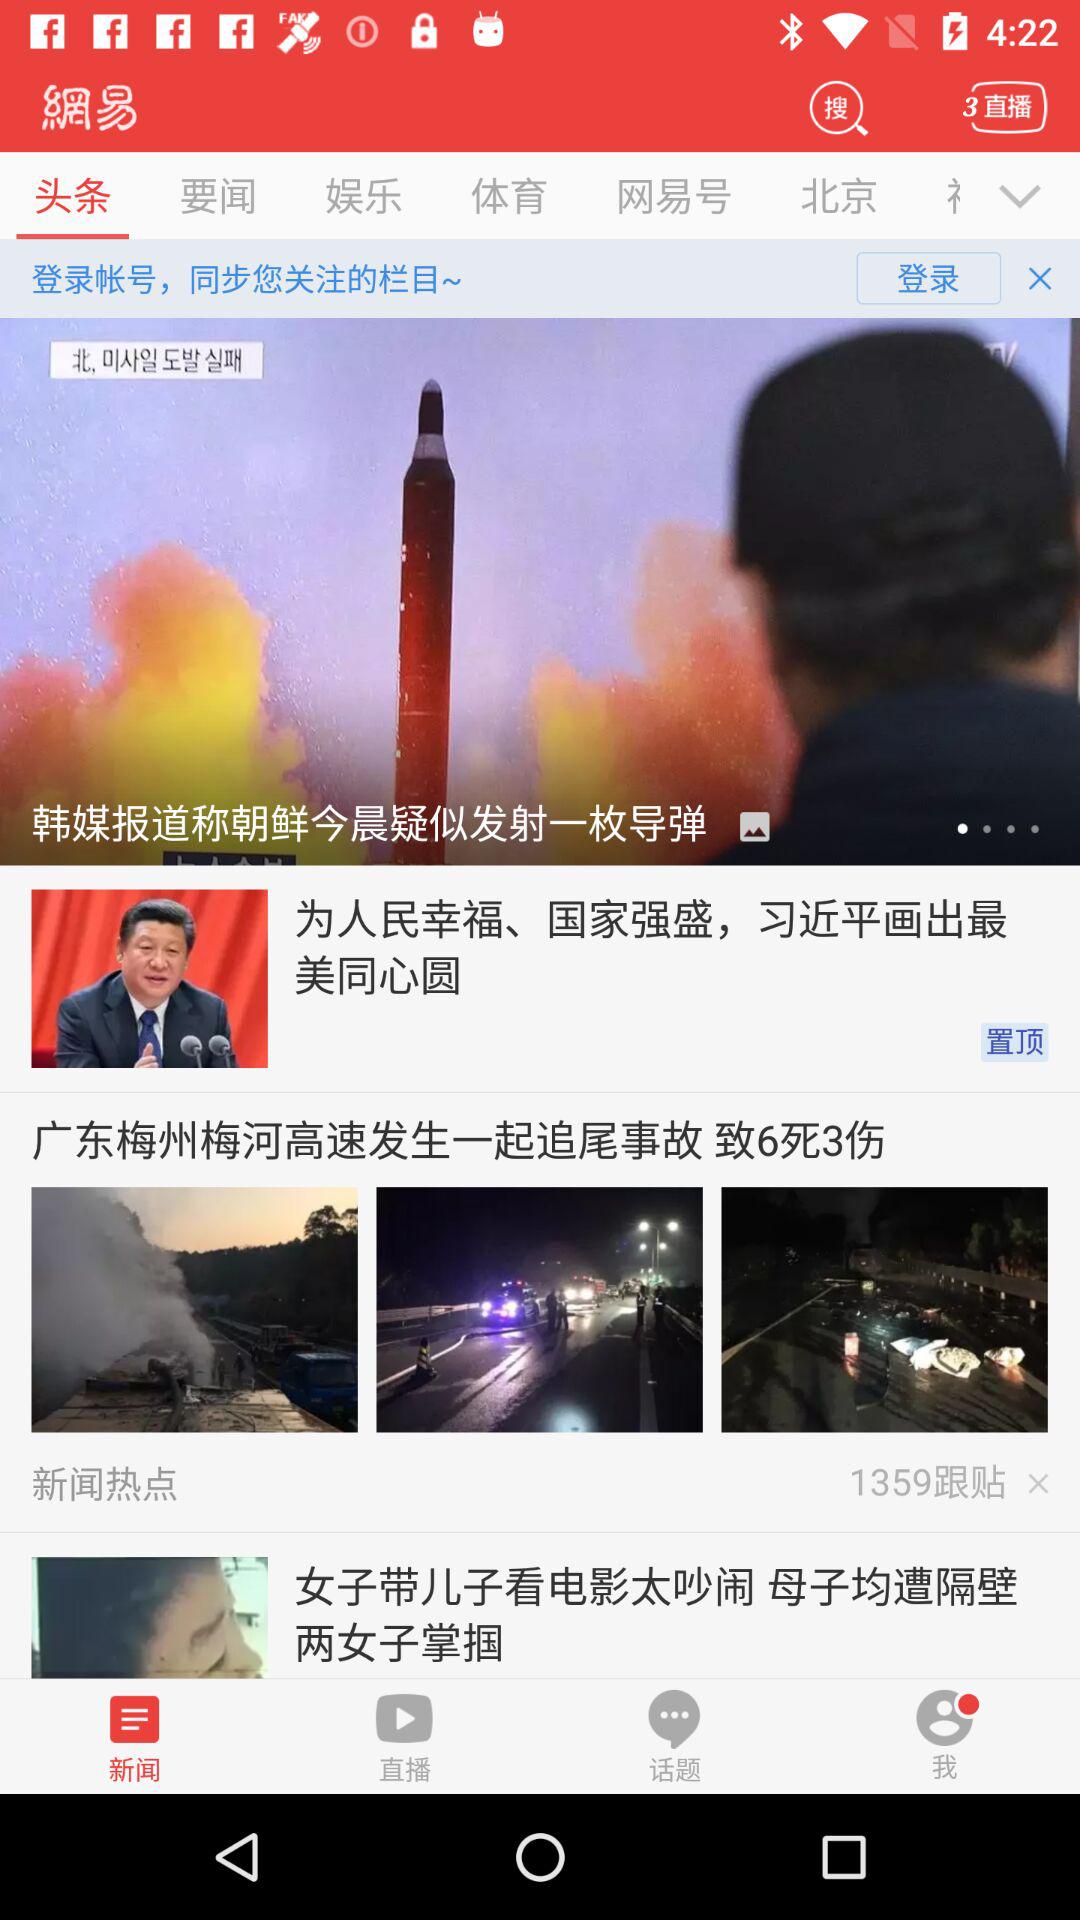 FAKE
4:22
網易
搜
3 直播
头条 要闻 娱乐 体育 网易号 北京
登录帐号，同步您关注的栏目~ 登录
北, 미사일 도발 실패
韩媒报道称朝鲜今晨疑似发射一枚导弹
为人民幸福、国家强盛，习近平画出最
美同心圆
置顶
广东梅州梅河高速发生一起追尾事故 致6死3伤
新闻热点 1359跟贴
女子带儿子看电影太吵闹 母子均遭隔壁
两女子掌掴
新闻 直播 话题 我